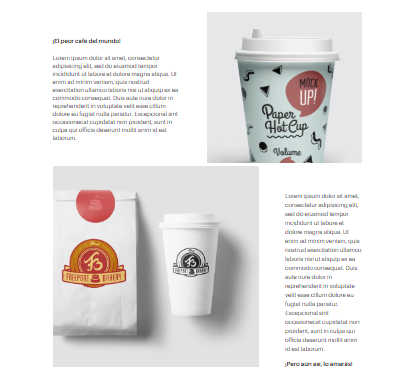 ¡El peor café del mundo!
Lorem ipsum dolor sit amet, consectetur
adipisicing elit, sed do eiusmod tempor
incididunt ut labore et dolore magna aliqua. Ut
enim ad minim veniam, quis nostrud
exercitation ullamco laboris nisi ut aliquip ex ea
commodo consequat. Duis aute irure dolor in
reprehenderit in voluptate velit esse cillum
dolore eu fugiat nulla pariatur. Excepteur sint
occaecat cupidatat non proident, sunt in
culpa qui officia deserunt mollit anim id est
laborum.
MOCK
UP!
Paper
Hot Cup
Volume
FREEPORT BAKERY
Lorem ipsum dolor sit amet,
consectetur adipisicing elit,
sed do eiusmod tempor
incididunt ut labore et
dolore magna aliqua. Ut
enim ad minim veniam, quis
nostrud exercitation
ullamco laboris nisi ut
aliquip ex ea commodo
consequat. Duis aute irure
dolor in reprehenderit in voluptate
velit esse cillum dolore eu
fugiat nulla pariatur.
Excepteur sint occaecat
cupidatat non proident,
sunt in culpa qui officia
deserunt mollit anim id est
laborum.
¡Pero aún así, lo amarás!